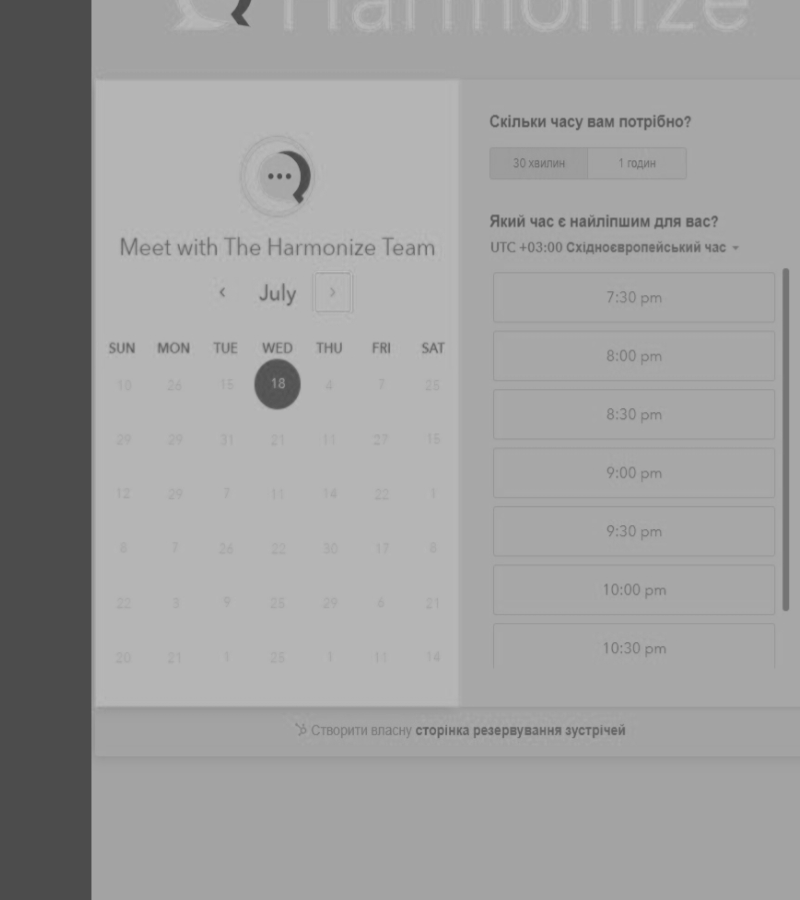 Harmonize
Meet with The Harmonize Team
July
SUN MON TUE WED THU FRI SAT
10 26 15 18 4 7 25
29 29 31 21 11 27 15
12 29 7 11 14 22 1
8 7 26 22 30 17 8
22 3 9 25 29 6 21
20 21 1 25 1 11 14
Скільки часу вам потрібно?
30 хвилин 1 годин
Який час є найліпшим для вас?
UTC +03:00 Східноєвропейський час
7:30 pm
8:00 pm
8:30 pm
9:00 pm
9:30 pm
10:00 pm
10:30 pm
Створити власну сторінка резервування зустрічей